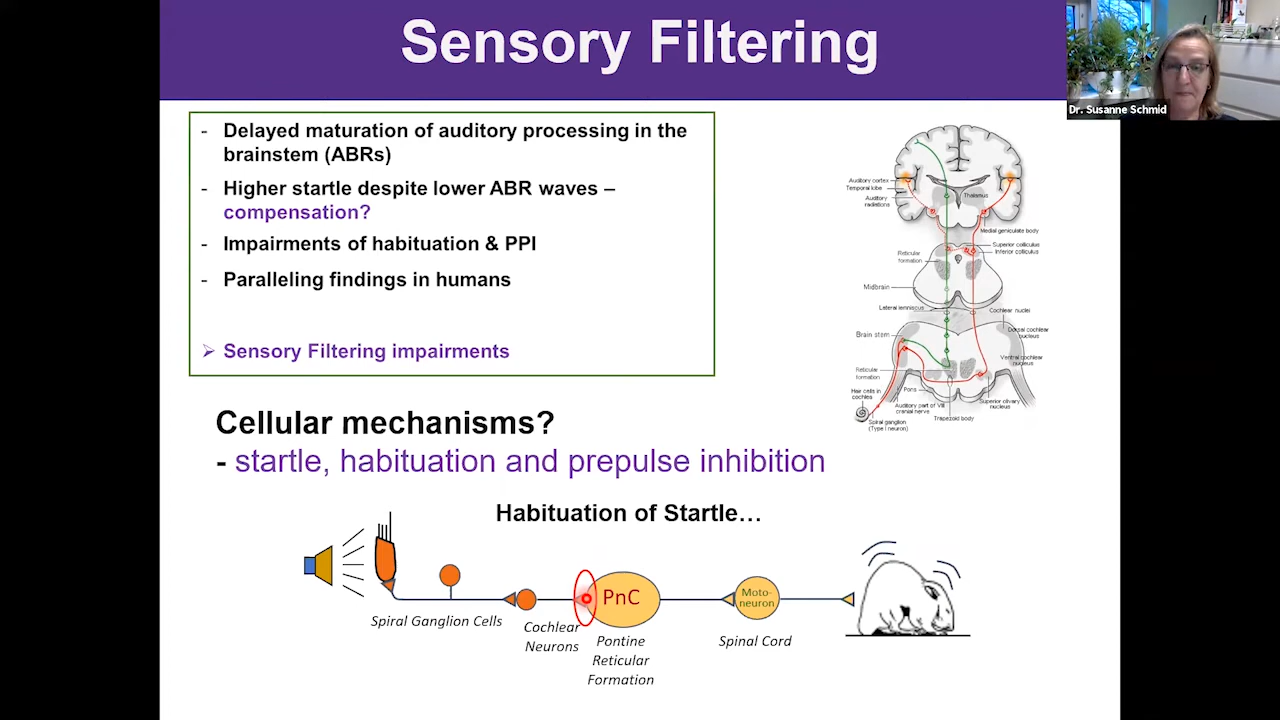 Sensory Filtering
Dr. Susanne Schmid
- Delayed maturation of auditory processing in the
brainstem (ABRs)
- Higher startle despite lower ABR waves –
compensation?
- Impairments of habituation & PPI
- Paralleling findings in humans
➢ Sensory Filtering impairments
Auditory cortex
Temporal lobe
Auditory
radiations
Thalamus
Medial geniculate body
Superior colliculus
Inferior colliculus
Reticular
formation
Midbrain
Lateral lemniscus
Cochlear nuclei
Brain stem
Dorsal cochlear
nucleus
Ventral cochlear
nucleus
Reticular
formation
Pons
Hair cells in
cochlea
Auditory part of VIII
cranial nerve
Superior olivary
nucleus
Trapezoid body
Spiral ganglion
(Type I neuron)
Cellular mechanisms?
- startle, habituation and prepulse inhibition
Habituation of Startle…
PnC
Moto-
neuron
Spiral Ganglion Cells
Cochlear
Neurons
Pontine
Reticular
Formation
Spinal Cord